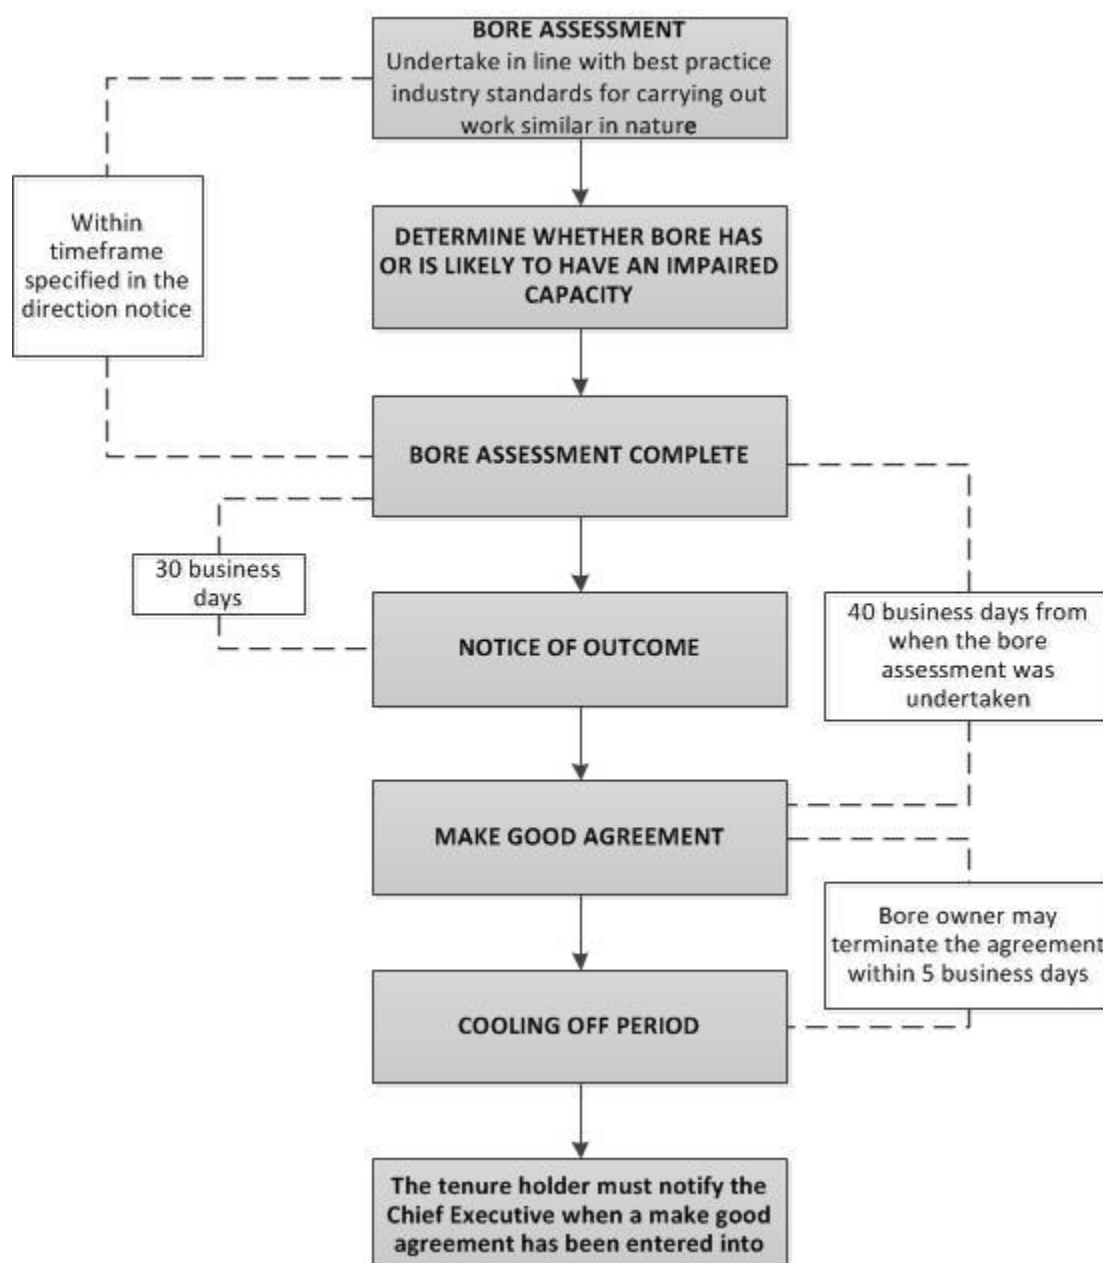 BORE ASSESSMENT
Undertake in line with best practice
industry standards for carrying out
work similar in nature
Within
timeframe
specified in the
direction notice
DETERMINE WHETHER BORE HAS
OR IS LIKELY TO HAVE AN IMPAIRED
CAPACITY
BORE ASSESSMENT COMPLETE
30 business
days
NOTICE OF OUTCOME
40 business days from
when the bore
assessment was
undertaken
MAKE GOOD AGREEMENT
Bore owner may
terminate the agreement
within 5 business days
COOLING OFF PERIOD
The tenure holder must notify the
Chief Executive when a make good
agreement has been entered into